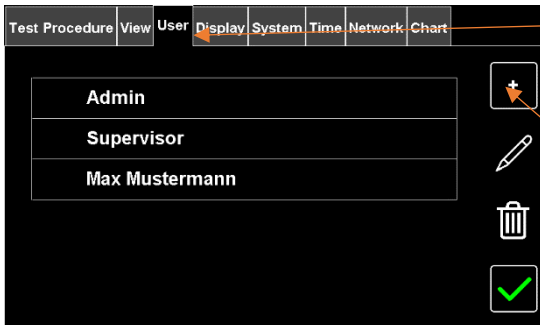 Test Procedure View User Display System Time Network Chart
+
Admin
Supervisor
Max Mustermann